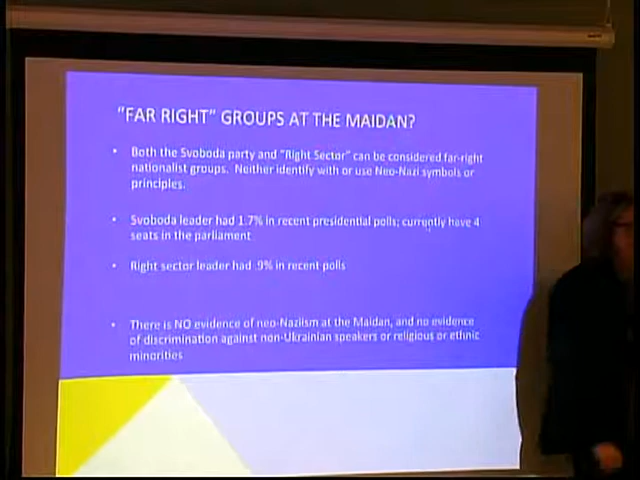 "FAR RIGHT" GROUPS AT THE MAIDAN?
• Both the Svoboda party and "Right Sector" can be considered far-right
nationalist groups. Neither identify with or use Neo-Nazi symbols or
principles.
• Svoboda leader had 1.7% in recent presidential polls; currently have 4
seats in the parliament
• Right sector leader had .9% in recent polls
• There is NO evidence of neo-Naziism at the Maidan, and no evidence
of discrimination against non-Ukrainian speakers or religious or ethnic
minorities